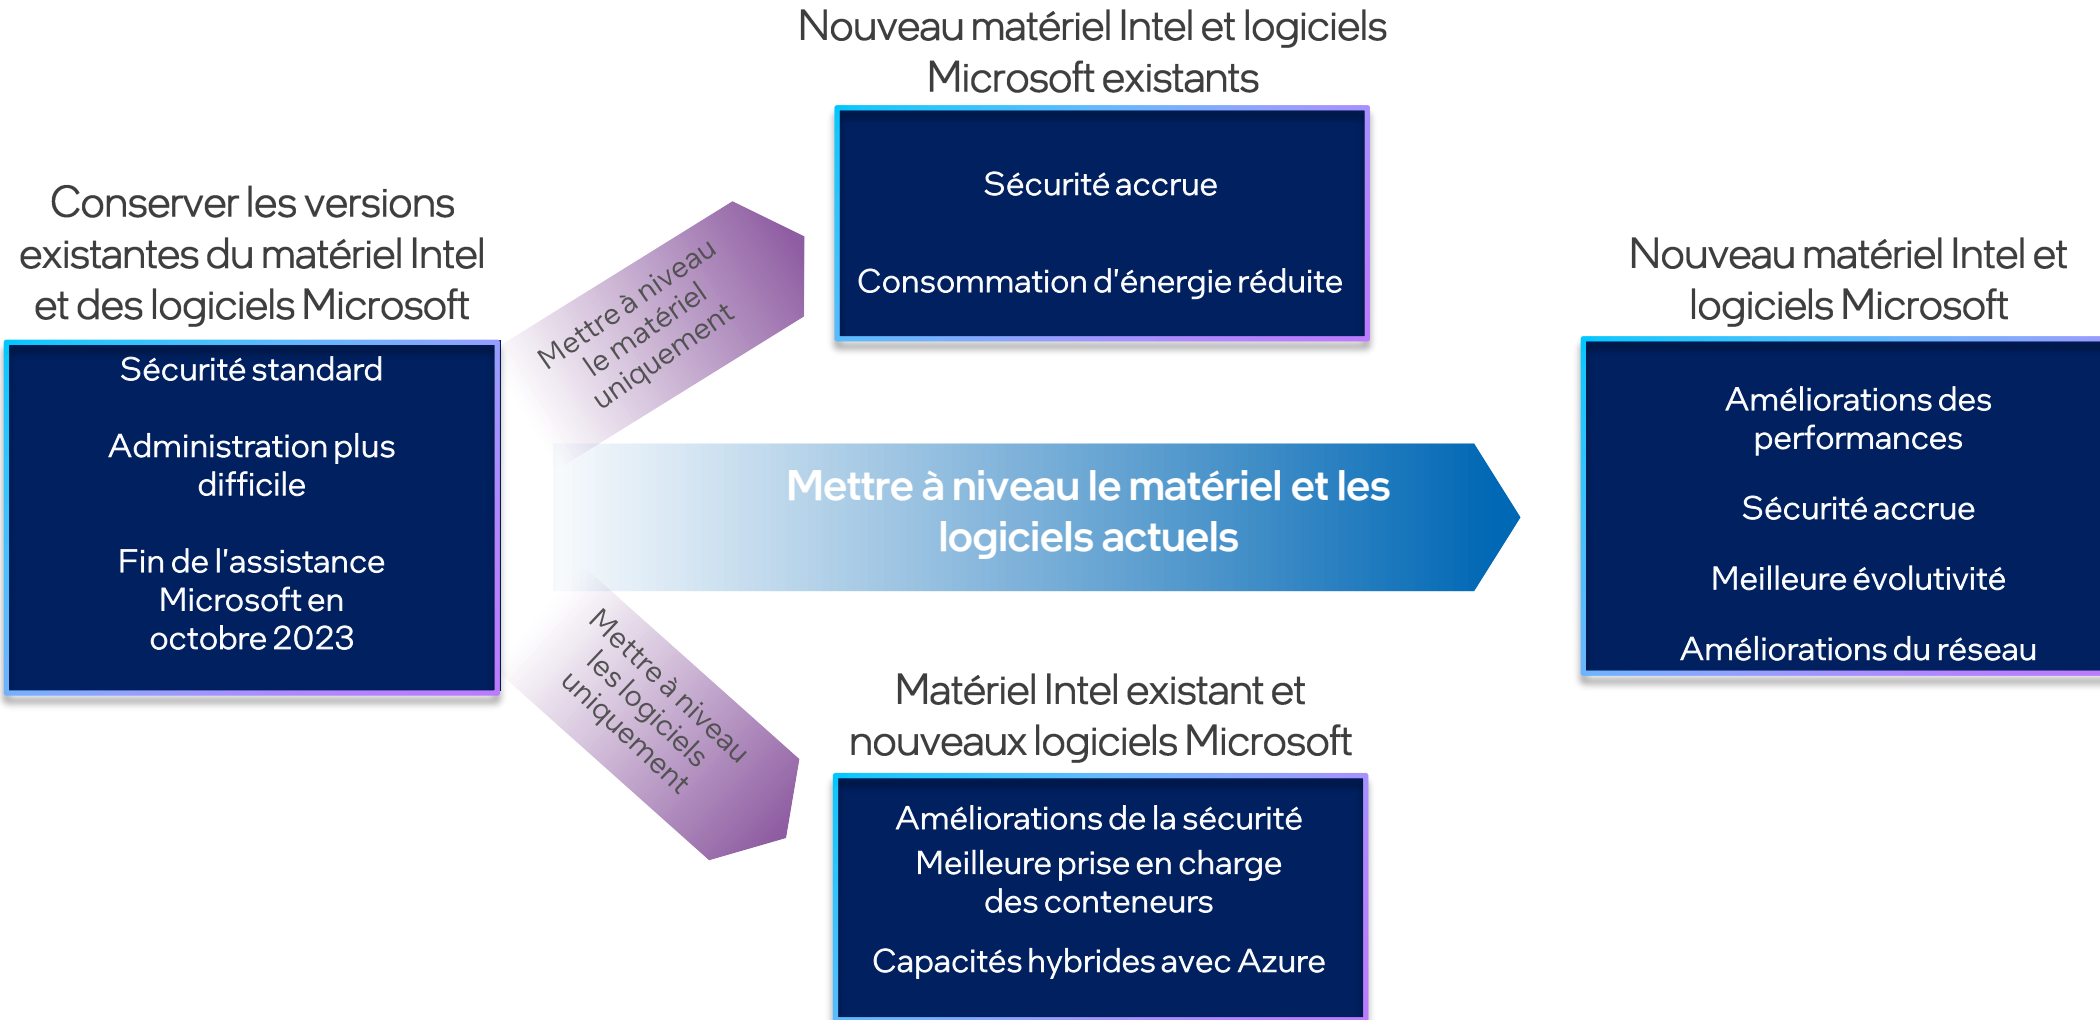 Nouveau matériel Intel et logiciels
Microsoft existants
Sécurité accrue
Consommation d'énergie réduite
Conserver les versions
existantes du matériel Intel
et des logiciels Microsoft
Sécurité standard
Administration plus
difficile
Fin de l'assistance
Microsoft en
octobre 2023
Mettre à niveau
le matériel
uniquement
Mettre à niveau le matériel et les
logiciels actuels
Mettre à niveau
les logiciels
uniquement
Nouveau matériel Intel et
logiciels Microsoft
Améliorations des
performances
Sécurité accrue
Meilleure évolutivité
Améliorations du réseau
Matériel Intel existant et
nouveaux logiciels Microsoft
Améliorations de la sécurité
Meilleure prise en charge
des conteneurs
Capacités hybrides avec Azure